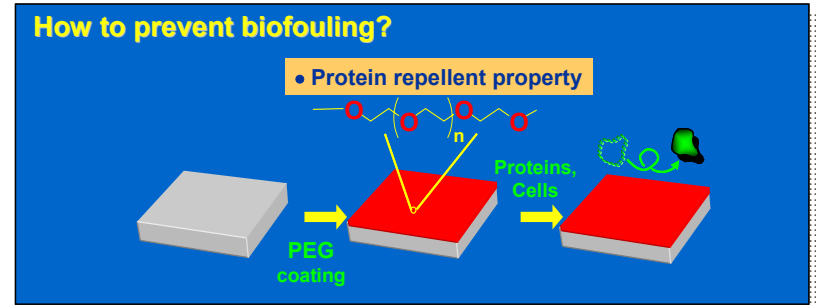 How to prevent biofouling?
• Protein repellent property
O
O
O
O
n
Proteins,
Cells
PEG
coating